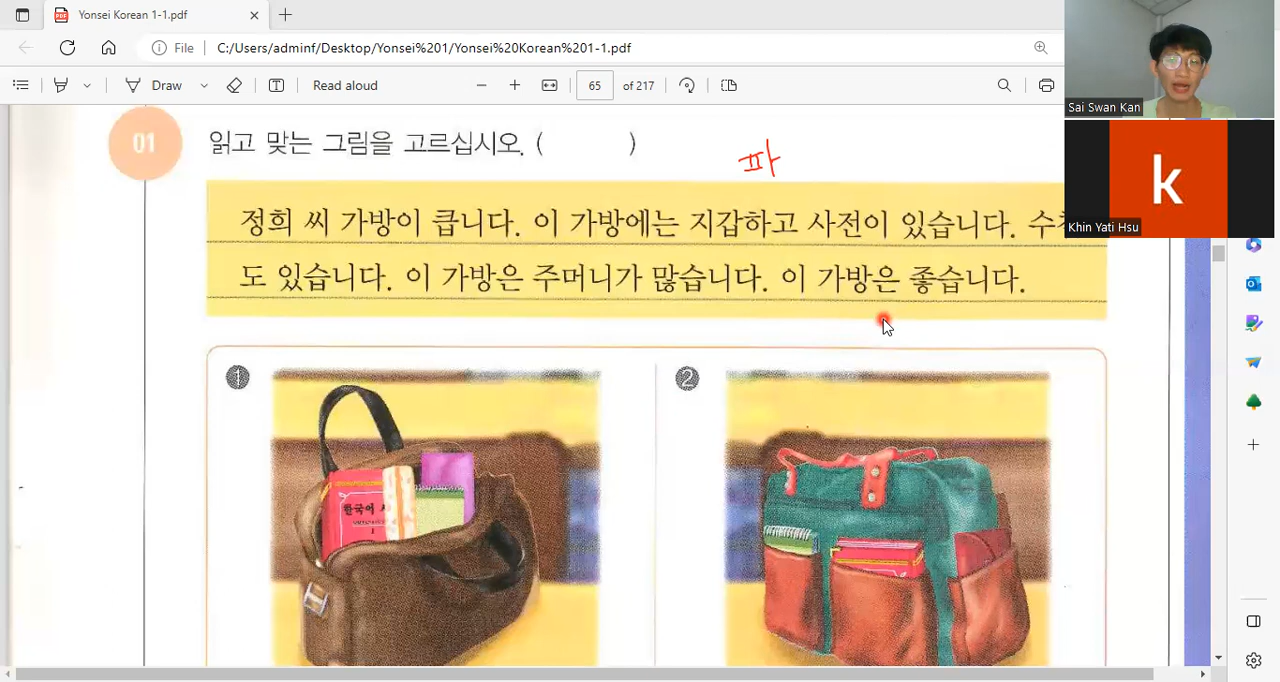 Yonsei Korean 1-1.pdf
File
C:/Users/adminf/Desktop/Yonsei%201/Yonsei%20Korean%201-1.pdf
Draw
Read aloud
65 of 217
Sai Swan Kan
k
Khin Yati Hsu
01
읽고 맞는 그림을 고르십시오. ( )
파
정희 씨 가방이 큽니다. 이 가방에는 지갑하고 사전이 있습니다.
도 있습니다. 이 가방은 주머니가 많습니다. 이 가방은 좋습니다.
1
2
한국어